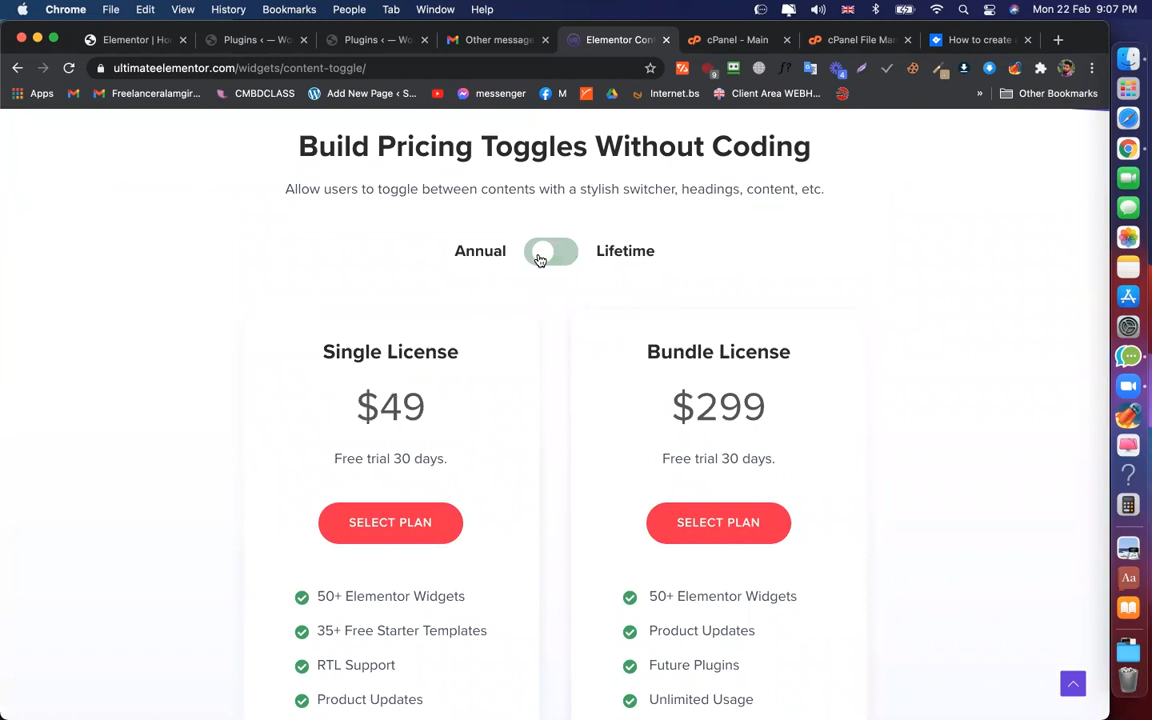 Chrome File Edit View History Bookmarks People Tab Window Help Mon 22 Feb 9:07 PM
Elementor | Ho Plugins ‹ — Wo Plugins ‹ — Wo Other message Elementor Con cPanel - Main cPanel File Ma How to create
ultimateelementor.com/widgets/content-toggle/
Apps Freelanceralamgir... CMBDCLASS Add New Page ‹ S... messenger M Internet.bs Client Area WEBH... » Other Bookmarks
Build Pricing Toggles Without Coding
Allow users to toggle between contents with a stylish switcher, headings, content, etc.
Annual Lifetime
Single License
$49
Free trial 30 days.
SELECT PLAN
50+ Elementor Widgets
35+ Free Starter Templates
RTL Support
Product Updates
Bundle License
$299
Free trial 30 days.
SELECT PLAN
50+ Elementor Widgets
Product Updates
Future Plugins
Unlimited Usage
Aa